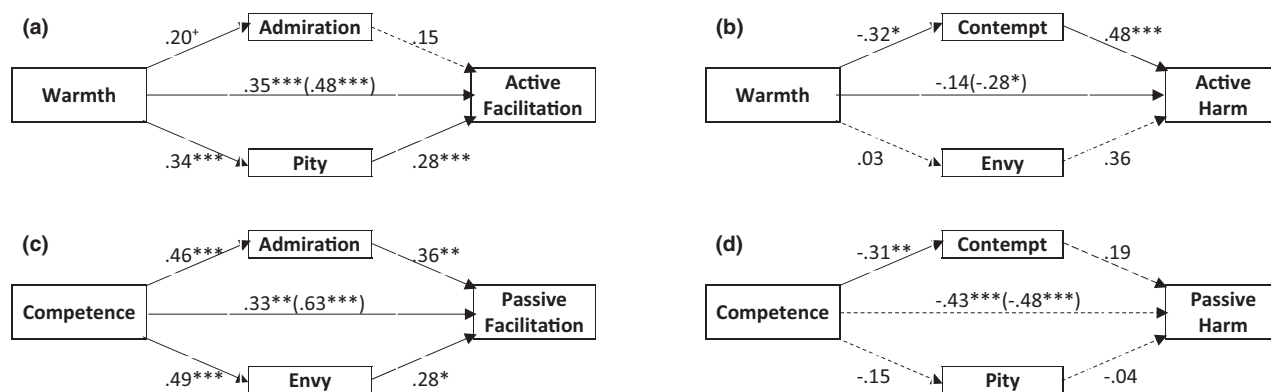 (a)
Admiration
.20⁺
.15
Warmth
.35***(.48***)
Active
Facilitation
.34***
Pity
.28***
(b)
Contempt
-.32*
.48***
Warmth
-.14(-.28*)
Active
Harm
.03
Envy
.36
(c)
Admiration
.46***
.36**
Competence
.33**(.63***)
Passive
Facilitation
.49***
Envy
.28*
(d)
Contempt
-.31**
.19
Competence
-.43***(-.48***)
Passive
Harm
-.15
Pity
-.04